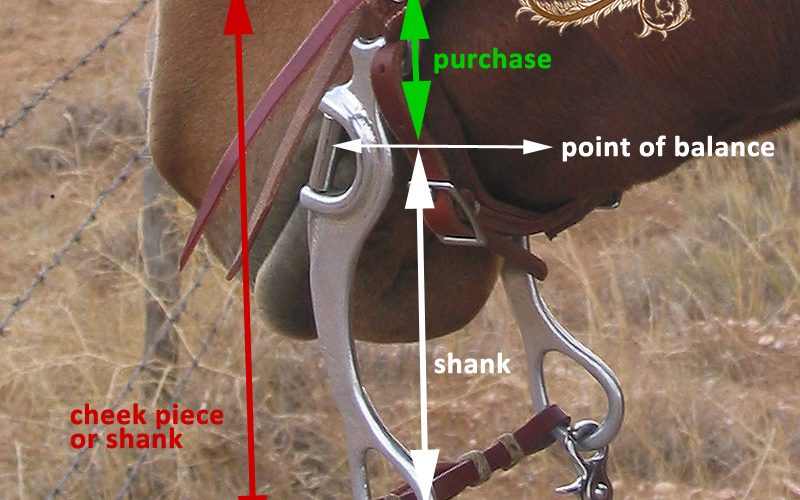 purchase
point of balance
shank
cheek piece
or shank